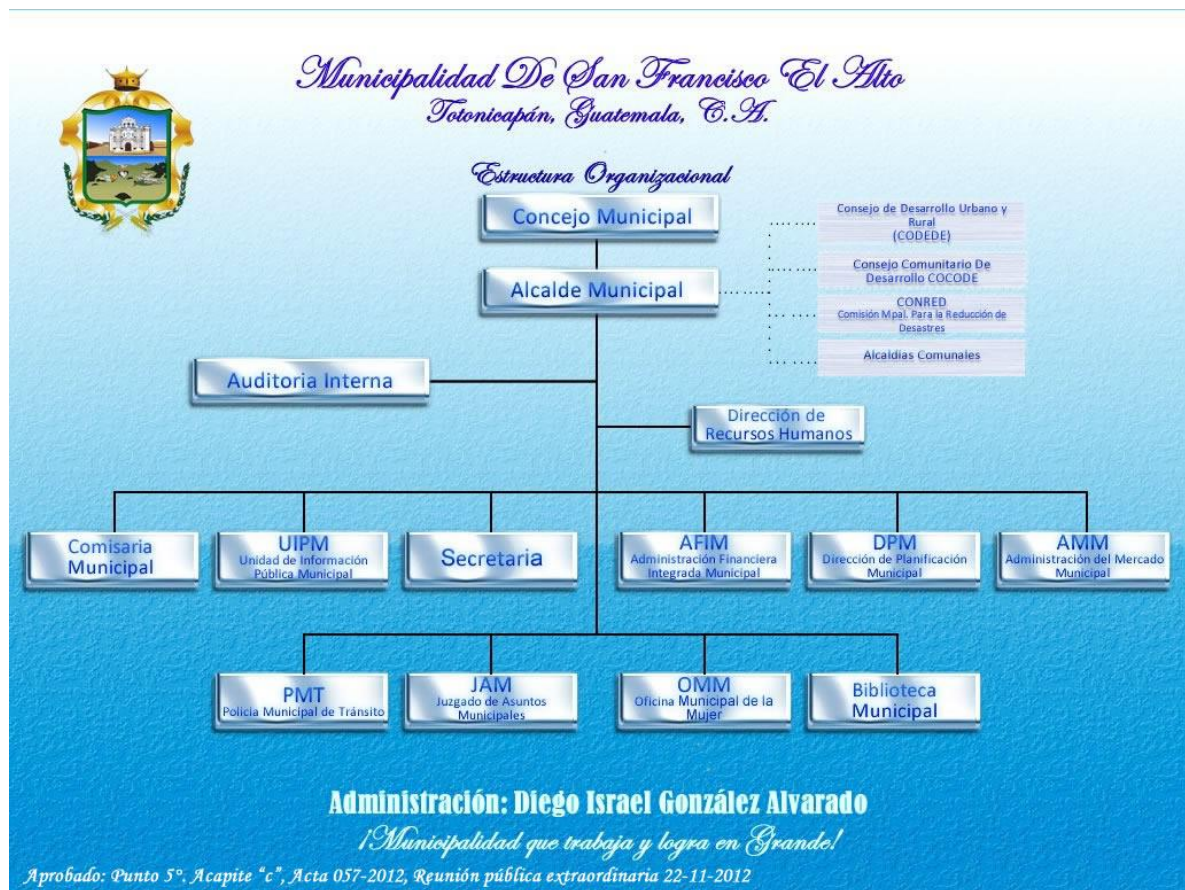 Municipalidad De San Francisco El Alto
Totonicapán, Guatemala, C.A.
Estructura Organizacional
Concejo Municipal
Alcalde Municipal
Consejo de Desarrollo Urbano y
Rural
(CODEDE)
Consejo Comunitario De
Desarrollo COCODE
CONRED
Comisión Mpal. Para la Reducción de
Desastres
Alcaldias Comunales
Auditoria Interna
Dirección de
Recursos Humanos
Comisaria
Municipal
UIPM
Unidad de Información
Pública Municipal
Secretaria
AFIM
Administración Financiera
Integrada Municipal
DPM
Dirección de Planificación
Municipal
AMM
Administración del Mercado
Municipal
PMT
Policia Municipal de Tránsito
JAM
Juzgado de Asuntos
Municipales
OMM
Oficina Municipal de la
Mujer
Biblioteca
Municipal
Administración: Diego Israel González Alvarado
¡Municipalidad que trabaja y logra en Grande!
Aprobado: Punto 5°. Acapite "c", Acta 057-2012, Reunión pública extraordinaria 22-11-2012